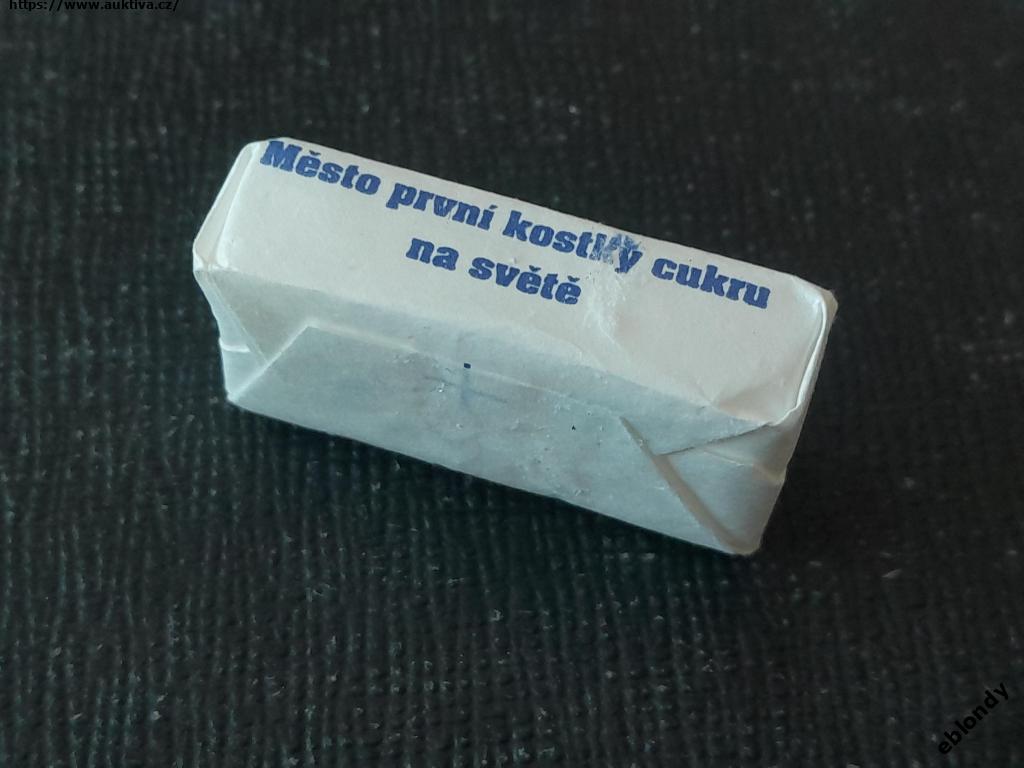 https://www.auktiva.cz/
Město první kostky cukru
na světě
eblondy